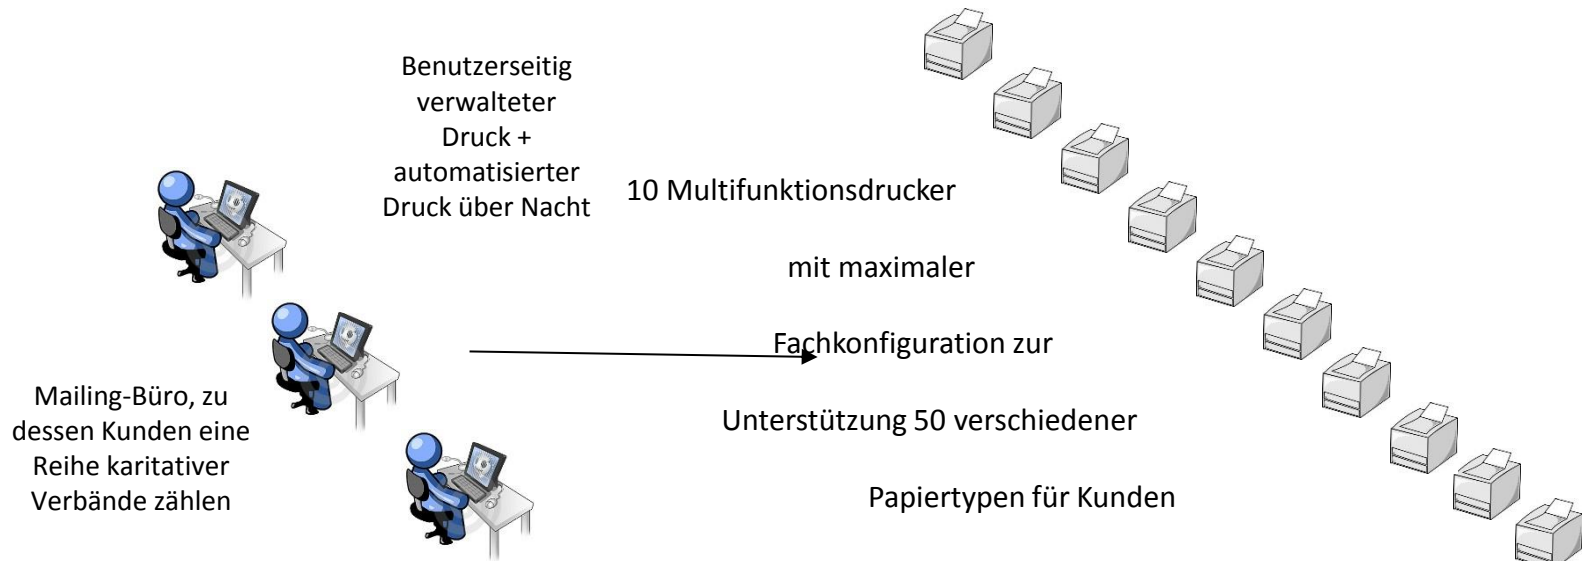 Benutzerseitig
verwalteter
Druck +
automatisierter
Druck über Nacht
10 Multifunktionsdrucker
mit maximaler
Fachkonfiguration zur
Unterstützung 50 verschiedener
Papiertypen für Kunden
Mailing-Büro, zu
dessen Kunden eine
Reihe karitativer
Verbände zählen